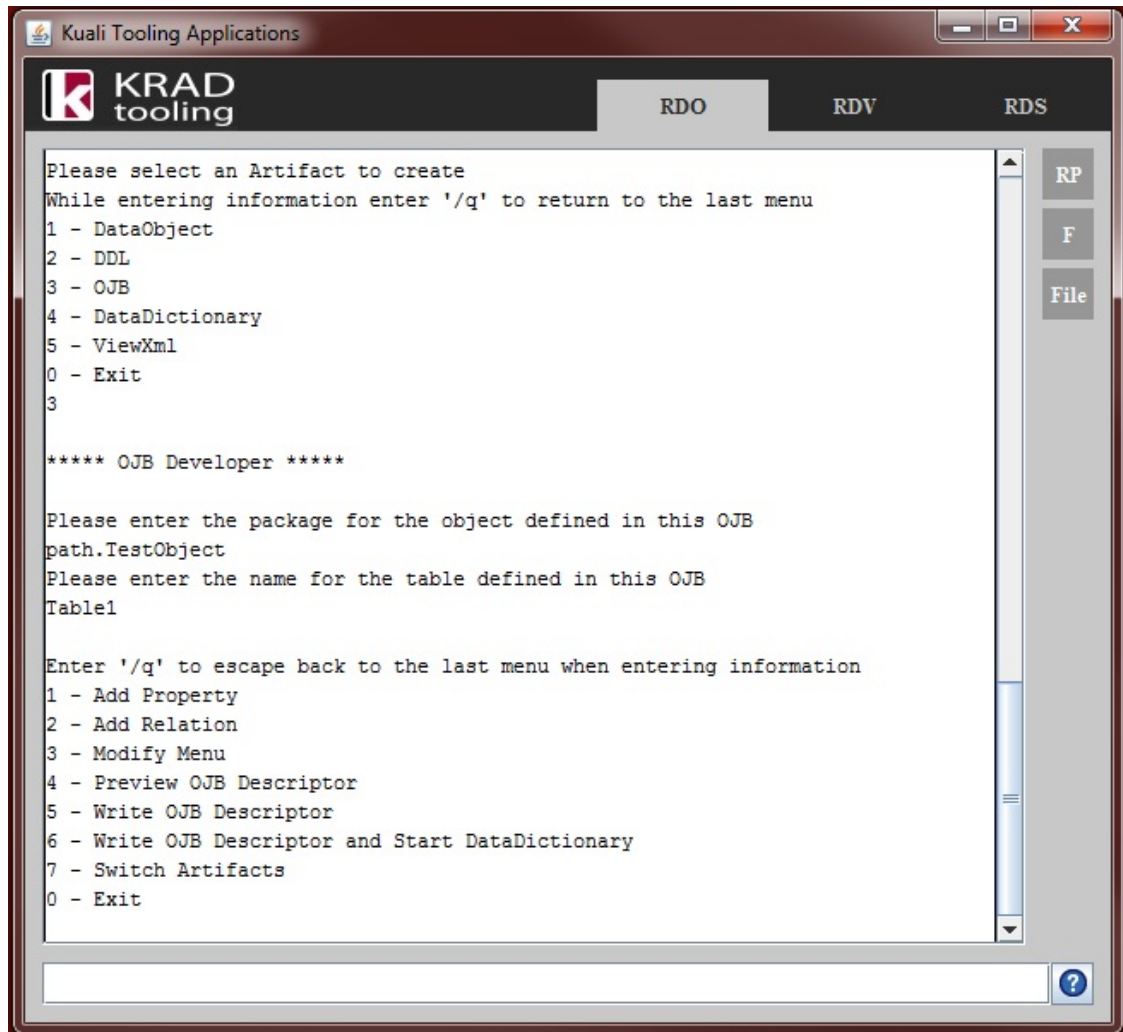 Kuali Tooling Applications
KRAD
tooling
RDO RDV RDS
Please select an Artifact to create
While entering information enter '/q' to return to the last menu
1 - DataObject
2 - DDL
3 - OJB
4 - DataDictionary
5 - ViewXml
0 - Exit
3
***** OJB Developer *****
Please enter the package for the object defined in this OJB
path.TestObject
Please enter the name for the table defined in this OJB
Table1
Enter '/q' to escape back to the last menu when entering information
1 - Add Property
2 - Add Relation
3 - Modify Menu
4 - Preview OJB Descriptor
5 - Write OJB Descriptor
6 - Write OJB Descriptor and Start DataDictionary
7 - Switch Artifacts
0 - Exit
RP
F
File
?